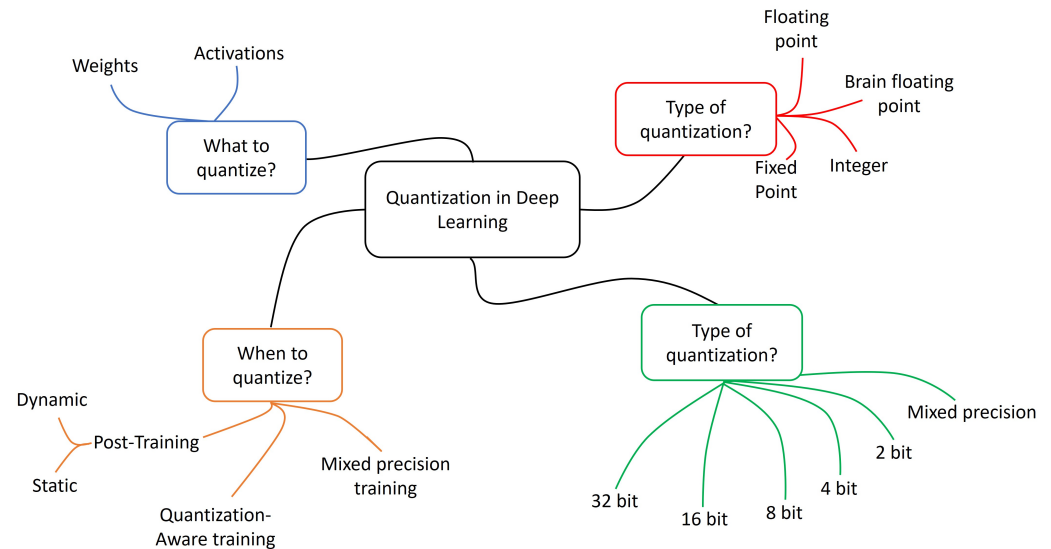 Weights
Activations
What to
quantize?
Quantization in Deep
Learning
Type of
quantization?
Floating
point
Brain floating
point
Integer
Fixed
Point
When to
quantize?
Dynamic
Post-Training
Static
Quantization-
Aware training
Mixed precision
training
Type of
quantization?
32 bit
16 bit
8 bit
4 bit
2 bit
Mixed precision